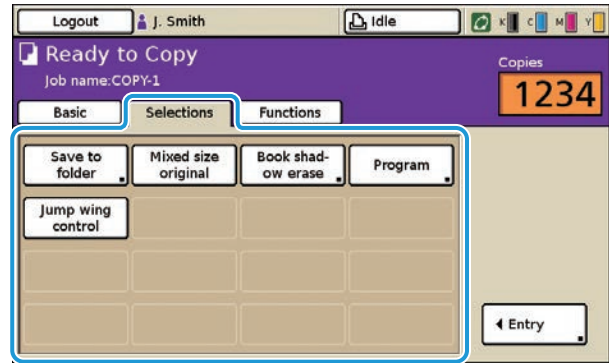 Logout
J. Smith
Idle
K C M Y
Ready to Copy
Job name:COPY-1
Copies
1234
Basic
Selections
Functions
Save to
folder
Mixed size
original
Book shad-
ow erase
Program
Jump wing
control
Entry